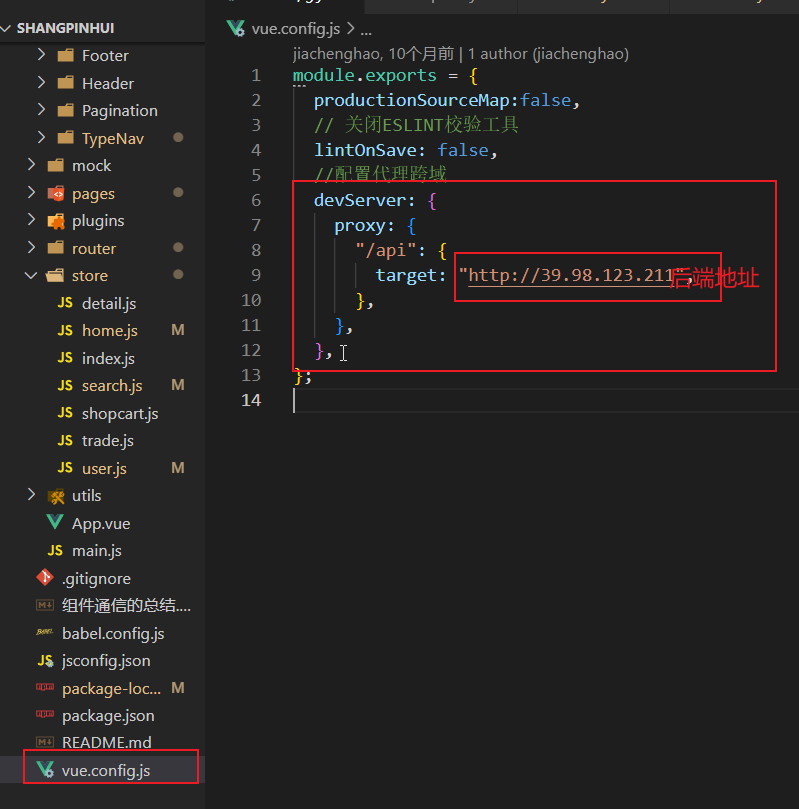 SHANGPINHUI
Footer
Header
Pagination
TypeNav
mock
pages
plugins
router
store
JS detail.js
JS home.js M
JS index.js
JS search.js M
JS shopcart.js
JS trade.js
JS user.js M
utils
App.vue
JS main.js
.gitignore
M↓ 组件通信的总结....
BABEL babel.config.js
JS jsconfig.json
package-loc... M
package.json
M↓ README.md
vue.config.js
vue.config.js > ...
jiachenghao, 10个月前 | 1 author (jiachenghao)
1 module.exports = {
2 productionSourceMap:false,
3 // 关闭ESLINT校验工具
4 lintOnSave: false,
5 //配置代理跨域
6 devServer: {
7 proxy: {
8 "/api": {
9 target: "http://39.98.123.211", 后端地址
10 },
11 },
12 },
13 };
14